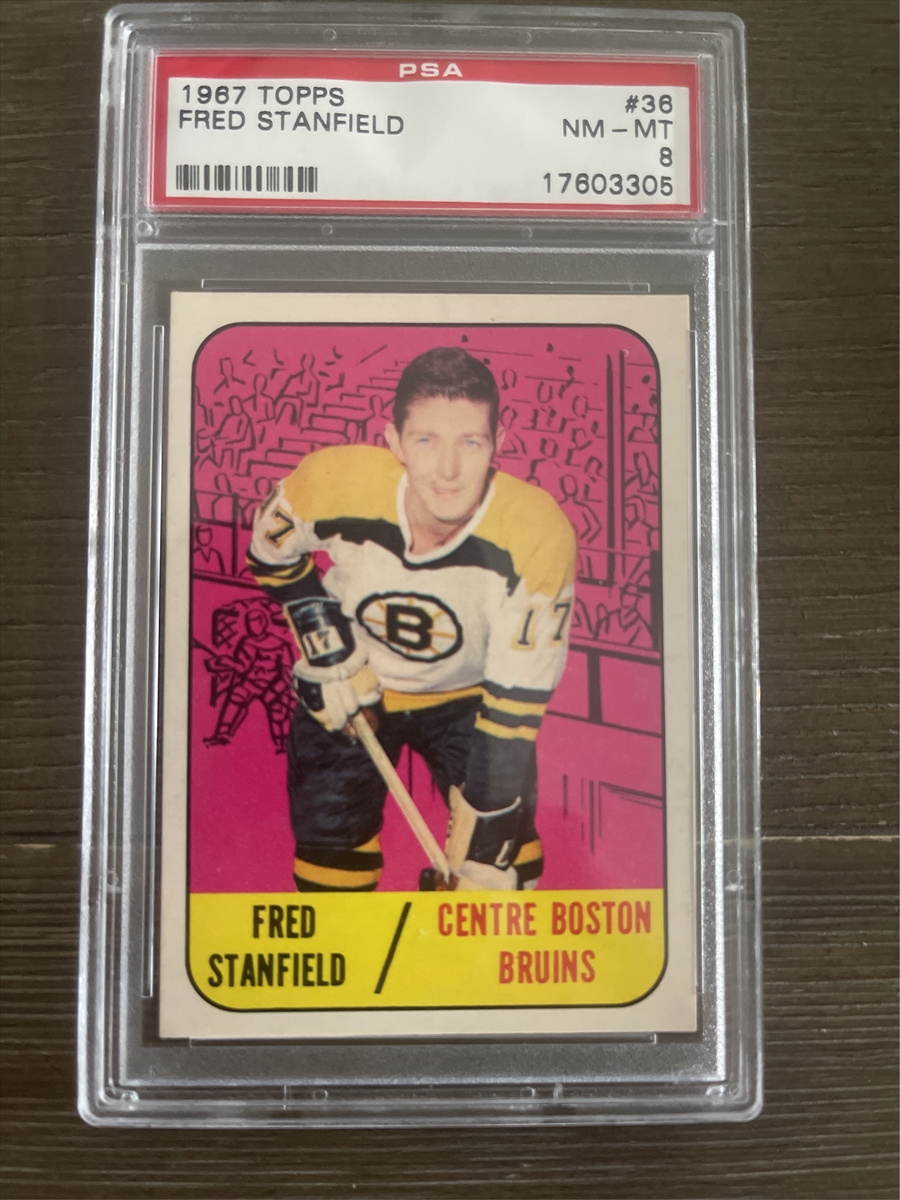 PSA
1967 TOPPS #36
FRED STANFIELD NM - MT
8
17603305
17
B
17
17
FRED / CENTRE BOSTON
STANFIELD BRUINS